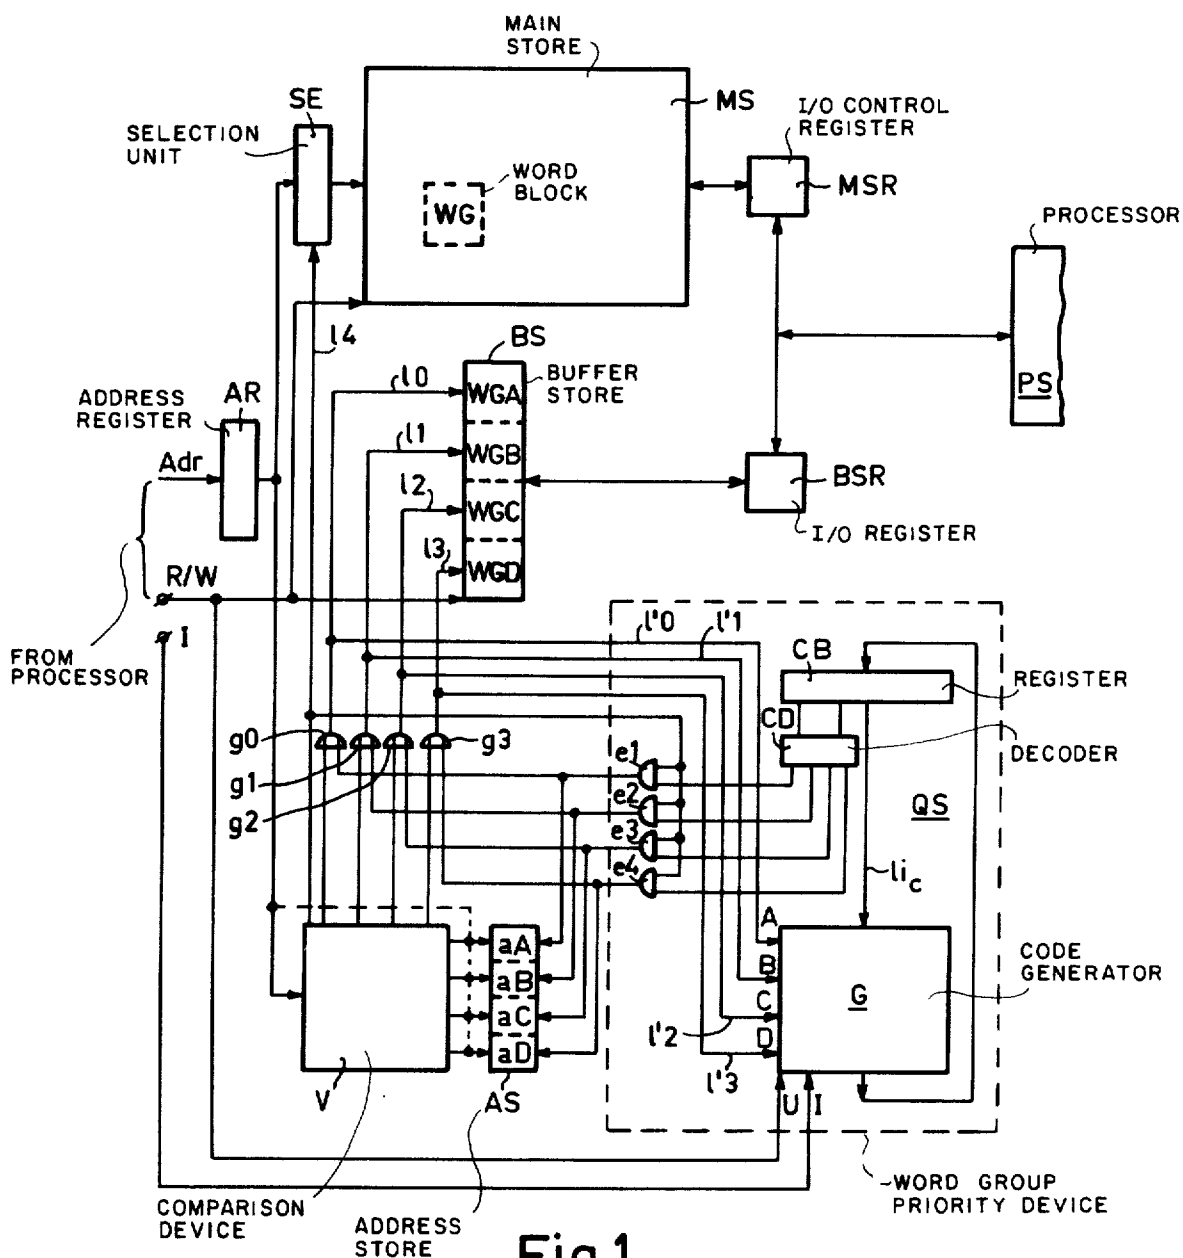 MAIN
STORE
SE
MS
I/O CONTROL
REGISTER
SELECTION
UNIT
WORD
BLOCK
WG
MSR
PROCESSOR
l4
BS
BUFFER
STORE
PS
l0
WGA
ADDRESS
REGISTER
AR
l1
WGB
Adr
l2
WGC
BSR
I/O REGISTER
l3
WGD
R/W
I
FROM
PROCESSOR
l'0
l'1
CB
REGISTER
CD
DECODER
g0
g3
g1
g2
e1
e2
e3
e4
QS
li_c
A
B
C
D
aA
aB
aC
aD
G
CODE
GENERATOR
l'2
l'3
V
AS
U I
COMPARISON
DEVICE
ADDRESS
STORE
WORD GROUP
PRIORITY DEVICE
Fig.1